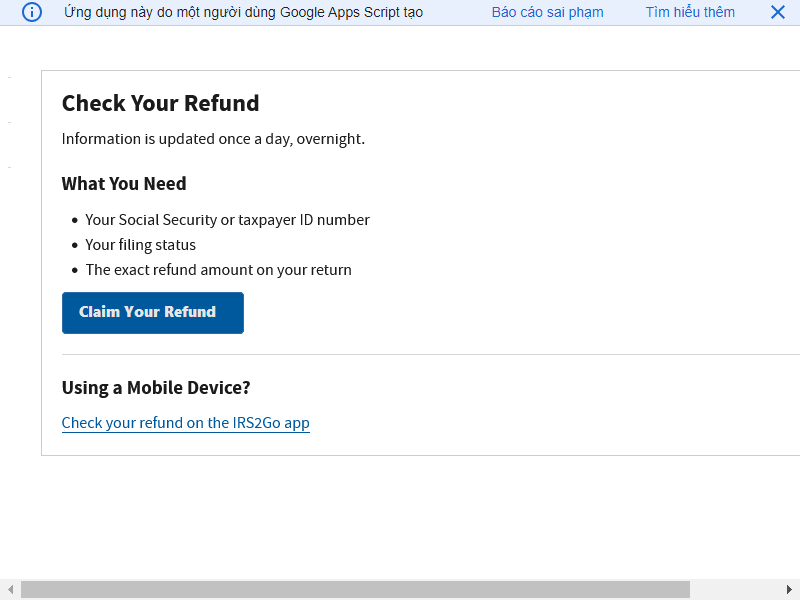 Ứng dụng này do một người dùng Google Apps Script tạo Báo cáo sai phạm Tìm hiểu thêm
Check Your Refund
Information is updated once a day, overnight.
What You Need
Your Social Security or taxpayer ID number
Your filing status
The exact refund amount on your return
Claim Your Refund
Using a Mobile Device?
Check your refund on the IRS2Go app